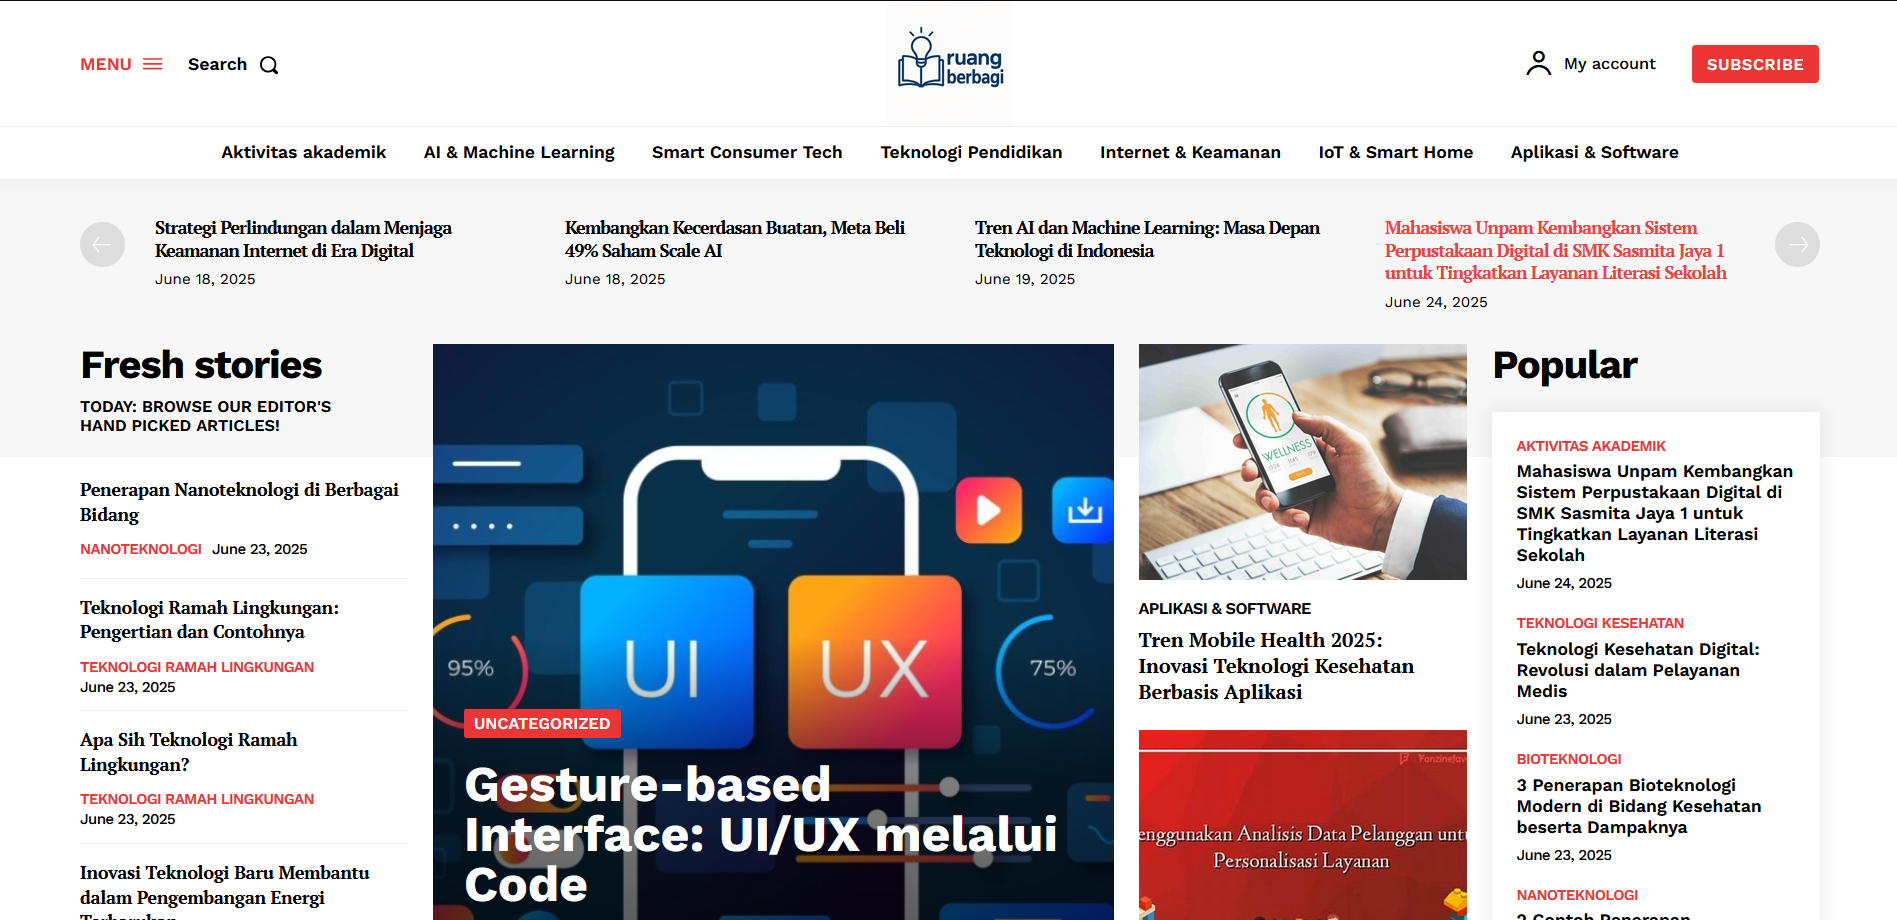 MENU
Search
ruang
berbagi
My account
SUBSCRIBE
Aktivitas akademik
AI & Machine Learning
Smart Consumer Tech
Teknologi Pendidikan
Internet & Keamanan
IoT & Smart Home
Aplikasi & Software
Strategi Perlindungan dalam Menjaga
Keamanan Internet di Era Digital
June 18, 2025
Kembangkan Kecerdasan Buatan, Meta Beli
49% Saham Scale AI
June 18, 2025
Tren AI dan Machine Learning: Masa Depan
Teknologi di Indonesia
June 19, 2025
Mahasiswa Unpam Kembangkan Sistem
Perpustakaan Digital di SMK Sasmita Jaya 1
untuk Tingkatkan Layanan Literasi Sekolah
June 24, 2025
Fresh stories
TODAY: BROWSE OUR EDITOR'S
HAND PICKED ARTICLES!
Penerapan Nanoteknologi di Berbagai
Bidang
NANOTEKNOLOGI June 23, 2025
Teknologi Ramah Lingkungan:
Pengertian dan Contohnya
TEKNOLOGI RAMAH LINGKUNGAN
June 23, 2025
Apa Sih Teknologi Ramah
Lingkungan?
TEKNOLOGI RAMAH LINGKUNGAN
June 23, 2025
Inovasi Teknologi Baru Membantu
dalam Pengembangan Energi
95%
UI
UX
75%
UNCATEGORIZED
Gesture-based
Interface: UI/UX melalui
Code
WELLNESS
APLIKASI & SOFTWARE
Tren Mobile Health 2025:
Inovasi Teknologi Kesehatan
Berbasis Aplikasi
enggunakan Analisis Data Pelanggan untu
Personalisasi Layanan
Popular
AKTIVITAS AKADEMIK
Mahasiswa Unpam Kembangkan
Sistem Perpustakaan Digital di
SMK Sasmita Jaya 1 untuk
Tingkatkan Layanan Literasi
Sekolah
June 24, 2025
TEKNOLOGI KESEHATAN
Teknologi Kesehatan Digital:
Revolusi dalam Pelayanan
Medis
June 23, 2025
BIOTEKNOLOGI
3 Penerapan Bioteknologi
Modern di Bidang Kesehatan
beserta Dampaknya
June 23, 2025
NANOTEKNOLOGI